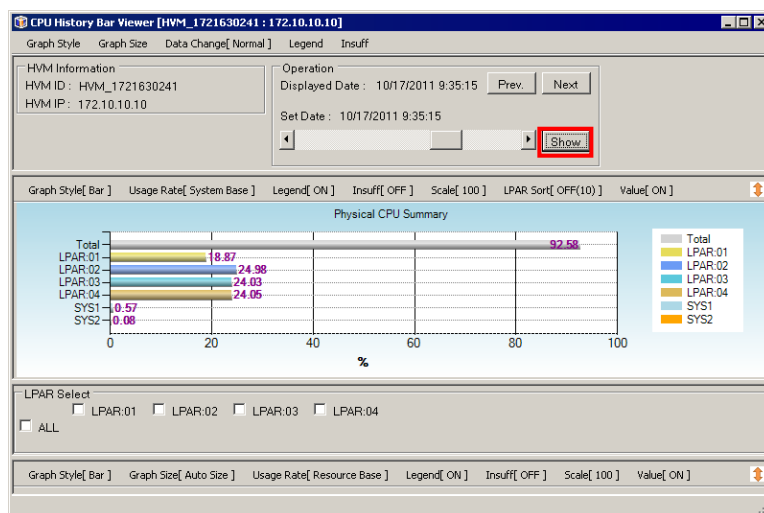 CPU History Bar Viewer [HVM_1721630241 : 172.10.10.10]
Graph Style Graph Size Data Change[ Normal ] Legend Insuff
HVM Information
HVM ID : HVM_1721630241
HVM IP : 172.10.10.10
Operation
Displayed Date : 10/17/2011 9:35:15 Prev. Next
Set Date : 10/17/2011 9:35:15
Show
Graph Style[ Bar ] Usage Rate[ System Base ] Legend[ ON ] Insuff[ OFF ] Scale[ 100 ] LPAR Sort[ OFF(10) ] Value[ ON ]
Physical CPU Summary
Total 92.58
LPAR:01 18.87
LPAR:02 24.98
LPAR:03 24.03
LPAR:04 24.05
SYS1 0.57
SYS2 0.08
0 20 40 60 80 100
%
Total
LPAR:01
LPAR:02
LPAR:03
LPAR:04
SYS1
SYS2
LPAR Select
LPAR:01 LPAR:02 LPAR:03 LPAR:04
ALL
Graph Style[ Bar ] Graph Size[ Auto Size ] Usage Rate[ Resource Base ] Legend[ ON ] Insuff[ OFF ] Scale[ 100 ] Value[ ON ]